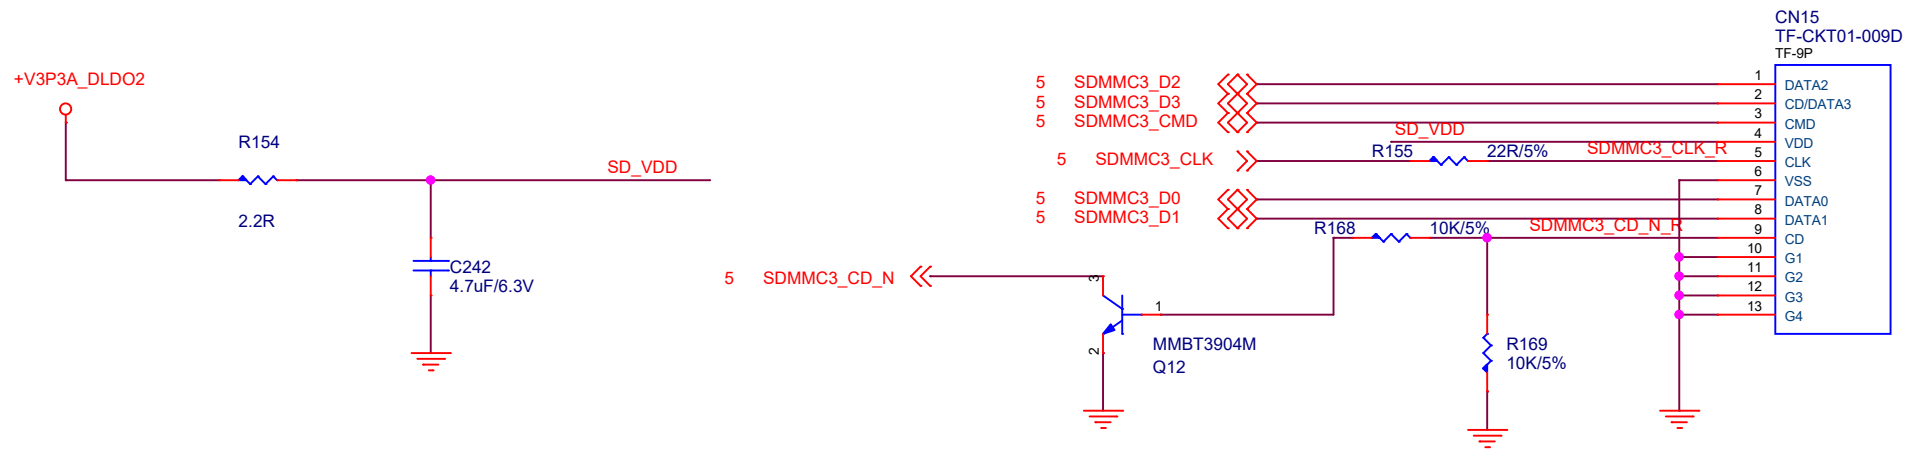 CN15
TF-CKT01-009D
TF-9P
+V3P3A_DLDO2
5 SDMMC3_D2 1 DATA2
5 SDMMC3_D3 2 CD/DATA3
5 SDMMC3_CMD 3 CMD
SD_VDD 4 VDD
R154
5 SDMMC3_CLK R155 22R/5% SDMMC3_CLK_R 5 CLK
SD_VDD
6 VSS
5 SDMMC3_D0 7 DATA0
5 SDMMC3_D1 8 DATA1
2.2R
R168 10K/5% SDMMC3_CD_N_R 9 CD
10 G1
C242
4.7uF/6.3V
5 SDMMC3_CD_N 3
11 G2
12 G3
1
13 G4
2
MMBT3904M
Q12
R169
10K/5%